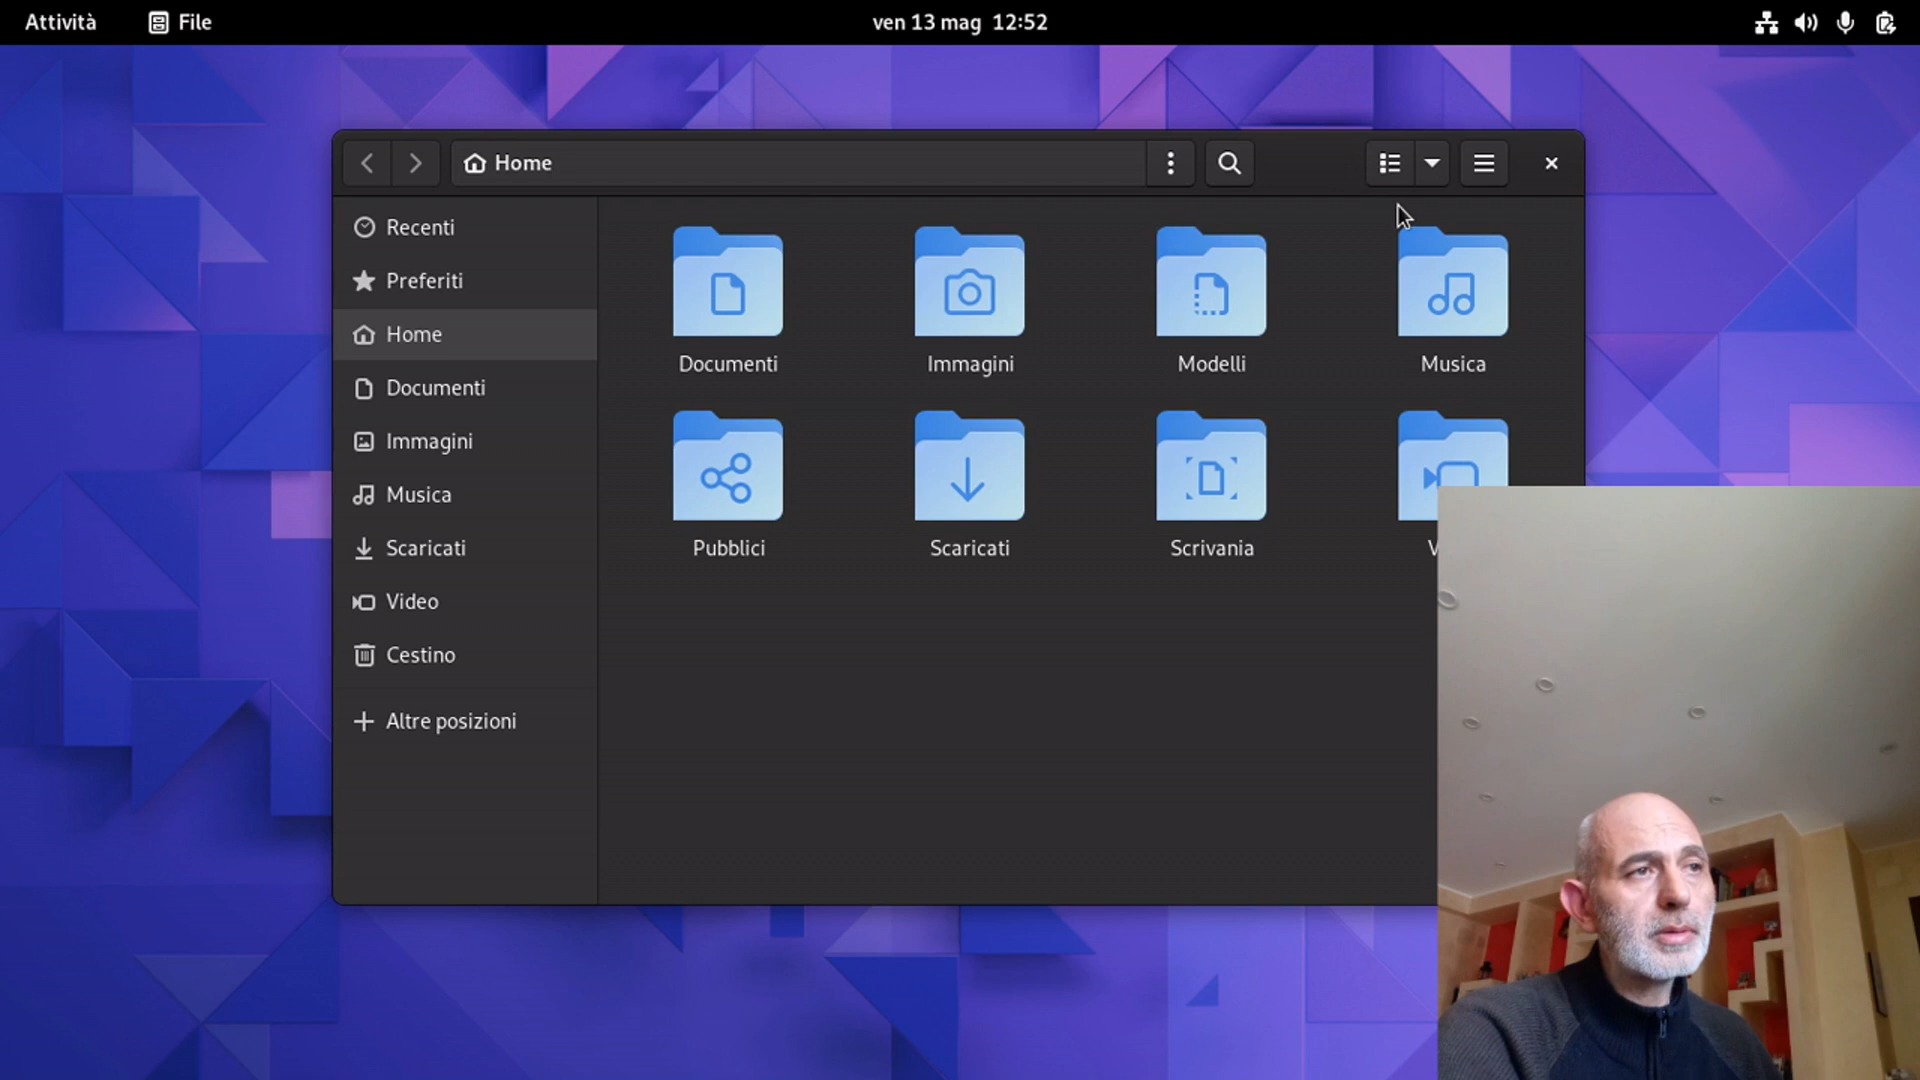 Attività File ven 13 mag 12:52
Home
Recenti
Preferiti
Home
Documenti
Immagini
Musica
Scaricati
Video
Cestino
Altre posizioni
Documenti Immagini Modelli Musica
Pubblici Scaricati Scrivania